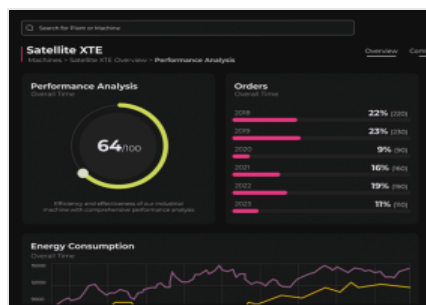 Search for Plant or Machine
Satellite XTE
Machines > Satellite XTE Overview > Performance Analysis
Overview
Performance Analysis
Overall Time
64/100
Efficiency and effectiveness of our industrial
machine with comprehensive performance analysis
Orders
Overall Time
2018 22% (220)
2019 23% (230)
2020 9% (90)
2021 16% (160)
2022 19% (190)
2023 11% (110)
Energy Consumption
Overall Time